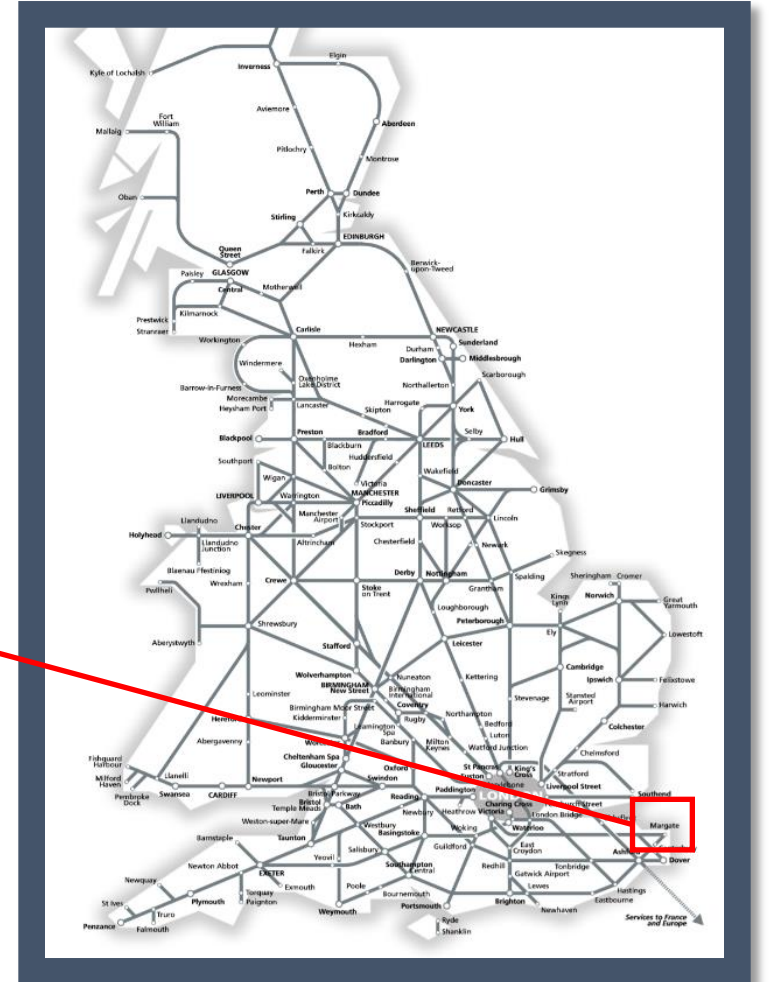 Elgin
Inverness
Kyle of Lochalsh
Aviemore
Fort
William
Aberdeen
Mallaig
Pitlochry
Montrose
Perth
Dundee
Oban
Stirling
Kirkcaldy
EDINBURGH
Queen
Street
Falkirk
GLASGOW
Paisley
Central
Motherwell
Berwick-
upon-Tweed
Prestwick
Kilmarnock
Stranraer
Carlisle
NEWCASTLE
Workington
Hexham
Sunderland
Durham
Darlington
Middlesbrough
Windermere
Scarborough
Oxenholme
Lake District
Barrow-in-Furness
Northallerton
Morecambe
Heysham Port
Lancaster
Harrogate
York
Skipton
Blackpool
Preston
Bradford
LEEDS
Selby
Hull
Blackburn
Huddersfield
Southport
Bolton
Wakefield
Wigan
Victoria
MANCHESTER
Piccadilly
Doncaster
Grimsby
LIVERPOOL
Warrington
Manchester
Airport
Sheffield
Retford
Lincoln
Llandudno
Stockport
Worksop
Holyhead
Chester
Llandudno
Junction
Altrincham
Chesterfield
Newark
Skegness
Blaenau Ffestiniog
Wrexham
Crewe
Stoke
on Trent
Derby
Nottingham
Grantham
Spalding
Sheringham
Cromer
Pwllheli
Kings
Lynn
Norwich
Great
Yarmouth
Loughborough
Peterborough
Ely
Lowestoft
Shrewsbury
Aberystwyth
Stafford
Leicester
Wolverhampton
BIRMINGHAM
New Street
Nuneaton
Kettering
Cambridge
Ipswich
Felixstowe
Birmingham
International
Stansted
Airport
Leominster
Coventry
Stevenage
Harwich
Birmingham Moor Street
Rugby
Northampton
Kidderminster
Leamington
Spa
Bedford
Colchester
Abergavenny
Banbury
Milton
Keynes
Luton
Watford Junction
Chelmsford
Cheltenham Spa
Gloucester
Oxford
St Pancras
King's
Cross
Fishguard
Harbour
Llanelli
Swindon
Stratford
Milford
Haven
Newport
Paddington
Liverpool Street
Pembroke
Dock
Swansea
CARDIFF
Bristol Parkway
Reading
Southend
Bristol
Temple Meads
Bath
Newbury
Heathrow
Victoria
Charing Cross
London Bridge
Weston-super-Mare
Westbury
Basingstoke
Woking
Waterloo
Margate
Barnstaple
Taunton
Salisbury
Guildford
East
Croydon
Yeovil
Southampton
Central
Redhill
Gatwick Airport
Tonbridge
Dover
Newton Abbot
EXETER
Newquay
Exmouth
Poole
Bournemouth
Lewes
Hastings
St Ives
Plymouth
Torquay
Paignton
Weymouth
Portsmouth
Brighton
Newhaven
Eastbourne
Truro
Penzance
Falmouth
Ryde
Shanklin
Services to France
and Europe